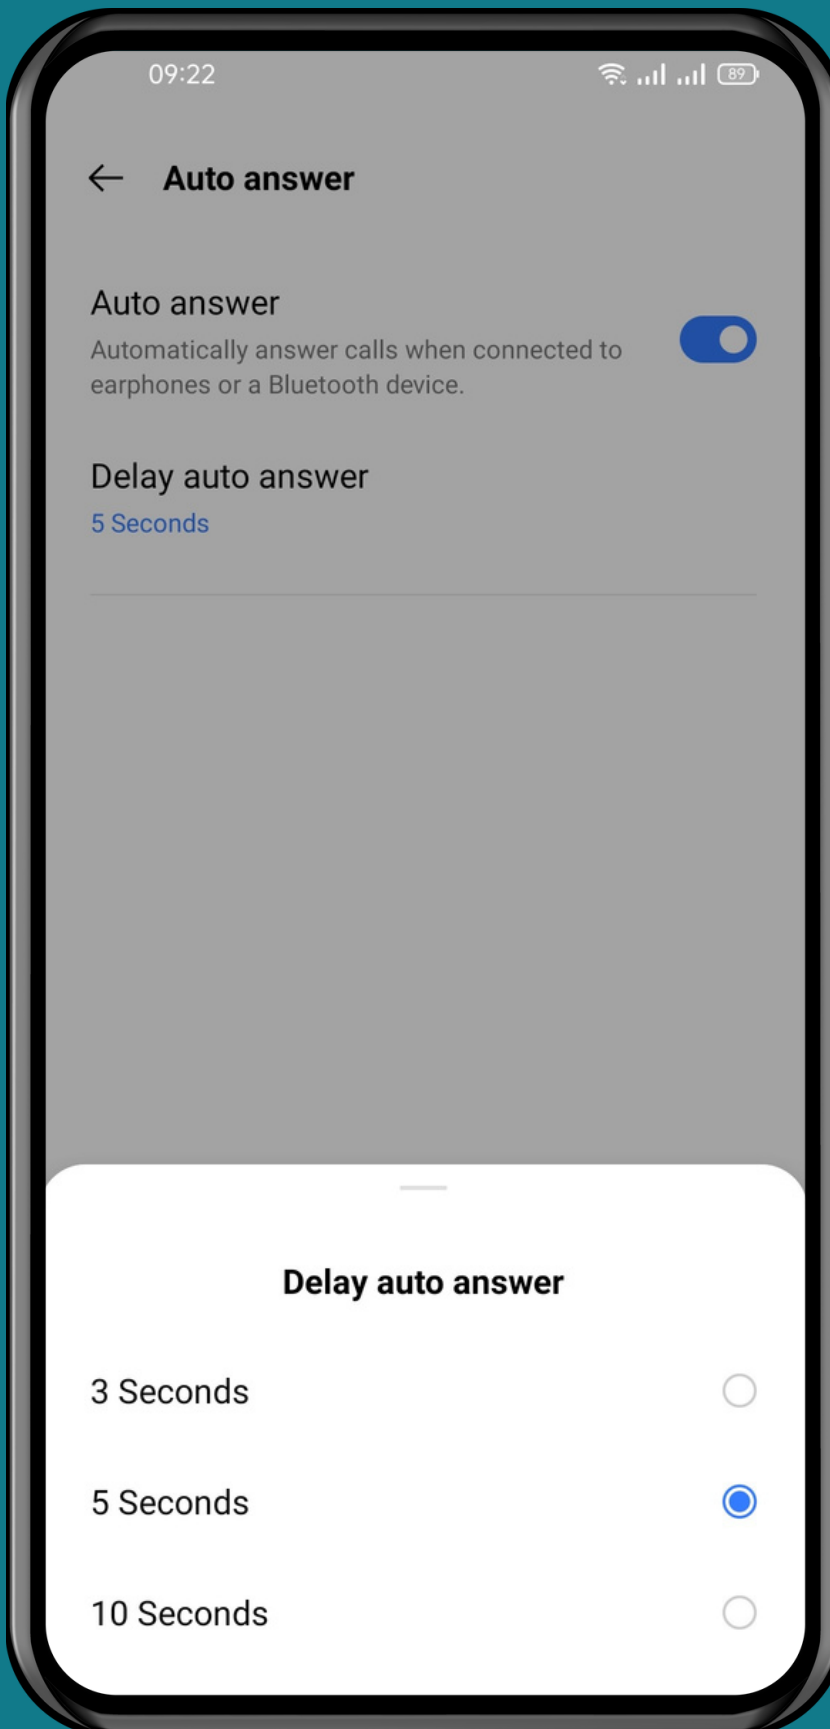 09:22
89
Auto answer
Auto answer
Automatically answer calls when connected to
earphones or a Bluetooth device.
Delay auto answer
5 Seconds
Delay auto answer
3 Seconds
5 Seconds
10 Seconds